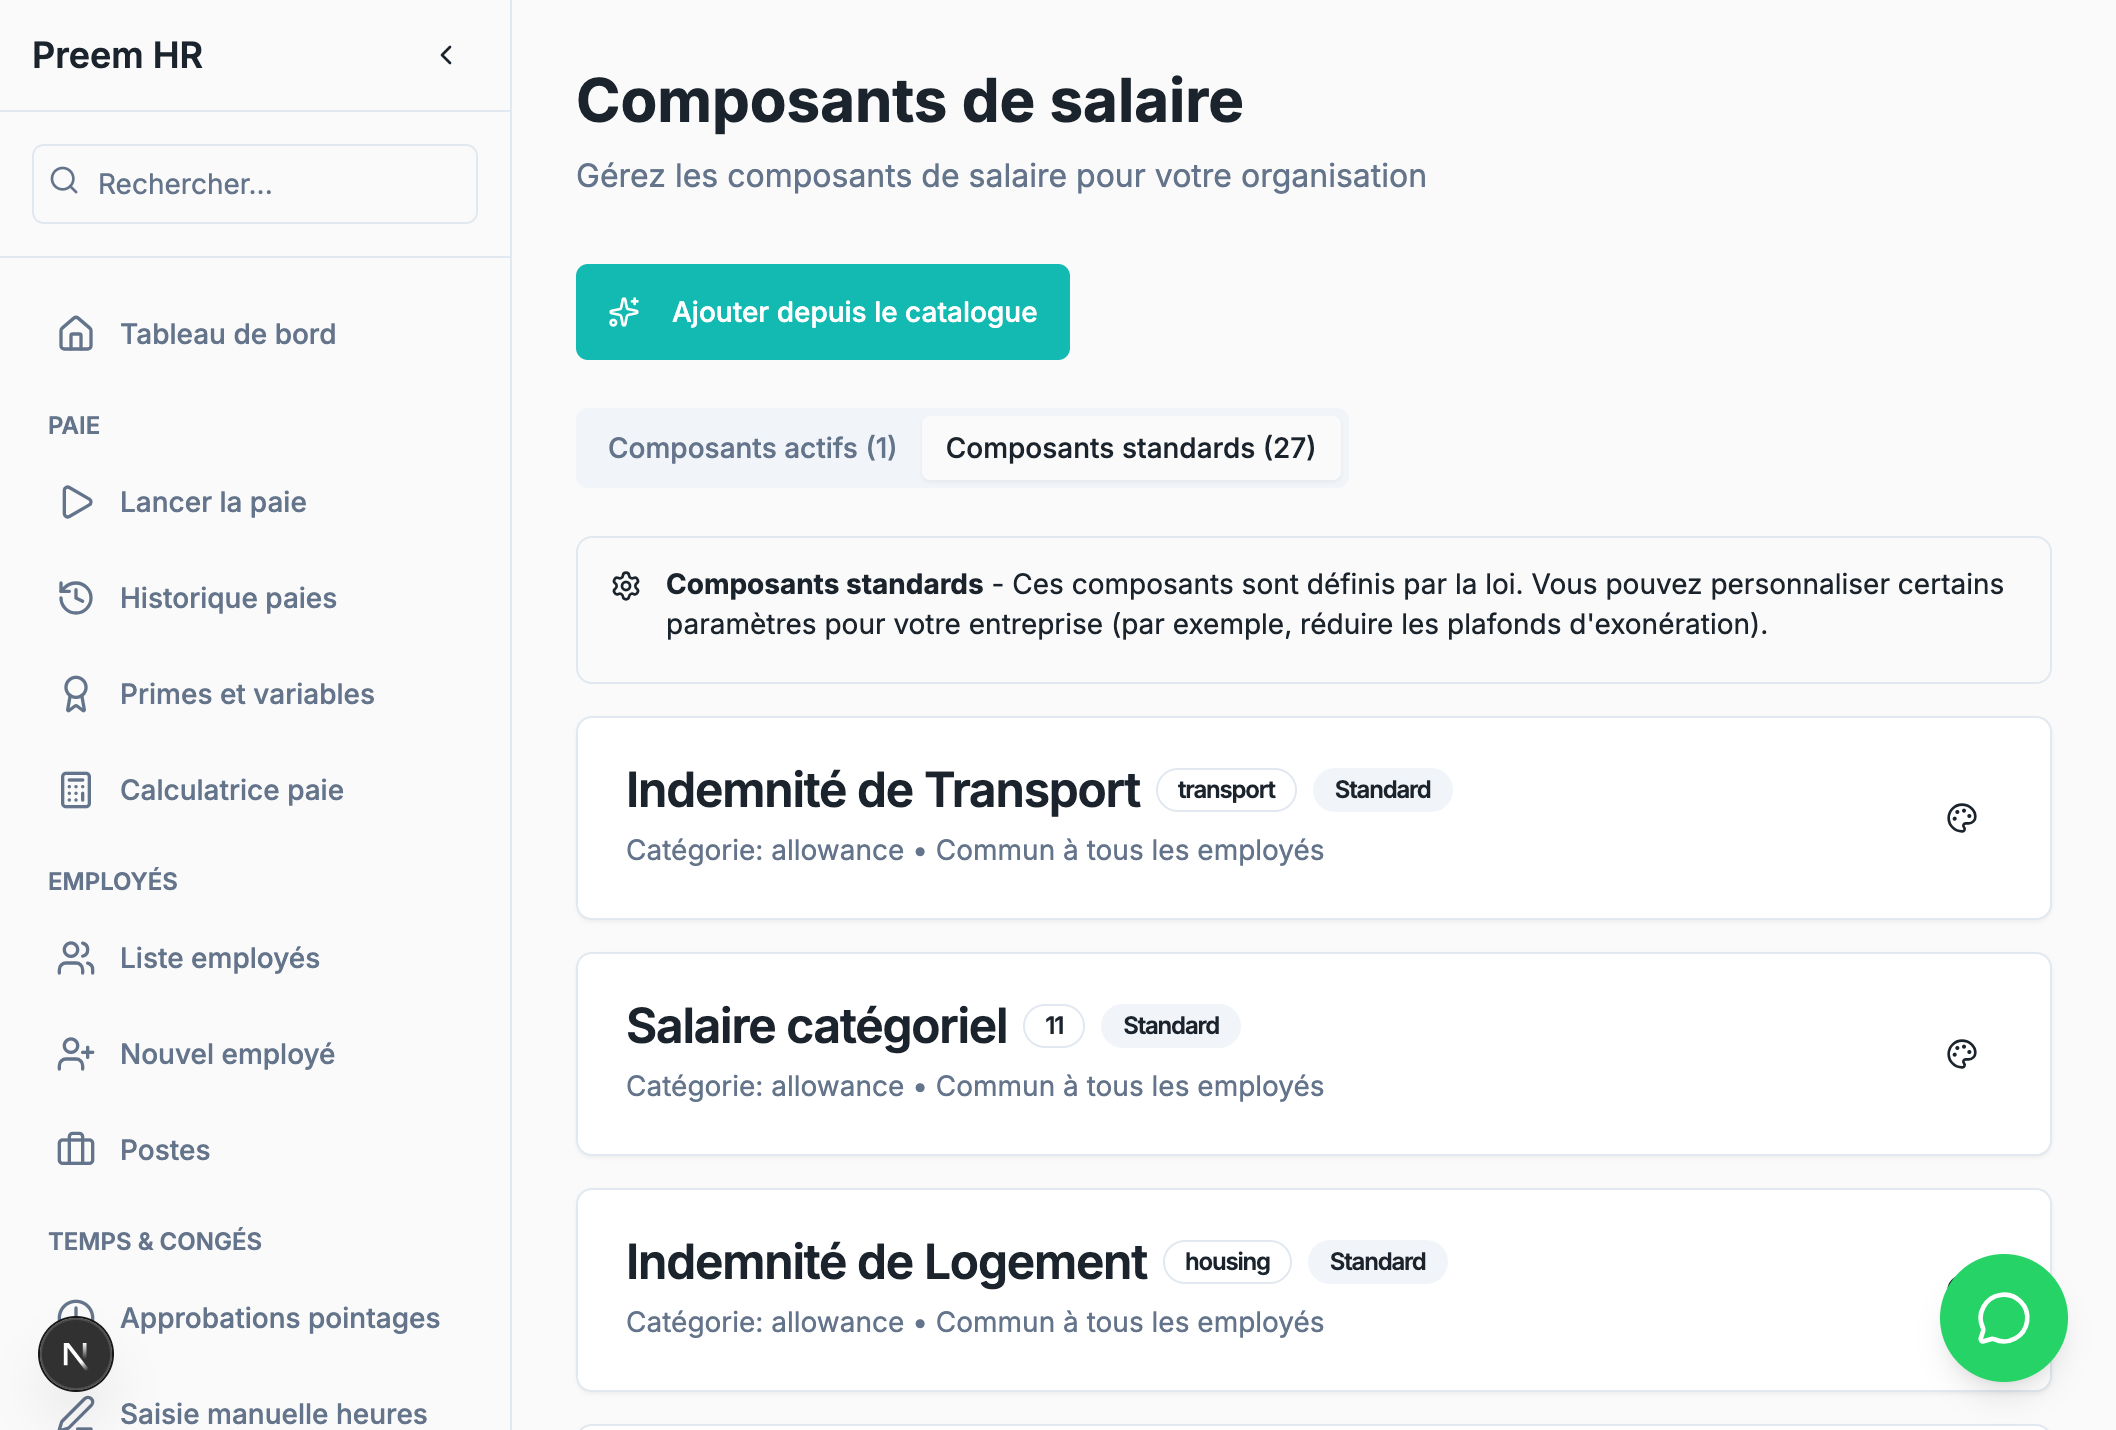 Preem HR
Rechercher...
Tableau de bord
PAIE
Lancer la paie
Historique paies
Primes et variables
Calculatrice paie
EMPLOYÉS
Liste employés
Nouvel employé
Postes
TEMPS & CONGÉS
Approbations pointages
N
Saisie manuelle heures
Composants de salaire
Gérez les composants de salaire pour votre organisation
Ajouter depuis le catalogue
Composants actifs (1)
Composants standards (27)
Composants standards - Ces composants sont définis par la loi. Vous pouvez personnaliser certains
paramètres pour votre entreprise (par exemple, réduire les plafonds d'exonération).
Indemnité de Transport transport Standard
Catégorie: allowance • Commun à tous les employés
Salaire catégoriel 11 Standard
Catégorie: allowance • Commun à tous les employés
Indemnité de Logement housing Standard
Catégorie: allowance • Commun à tous les employés